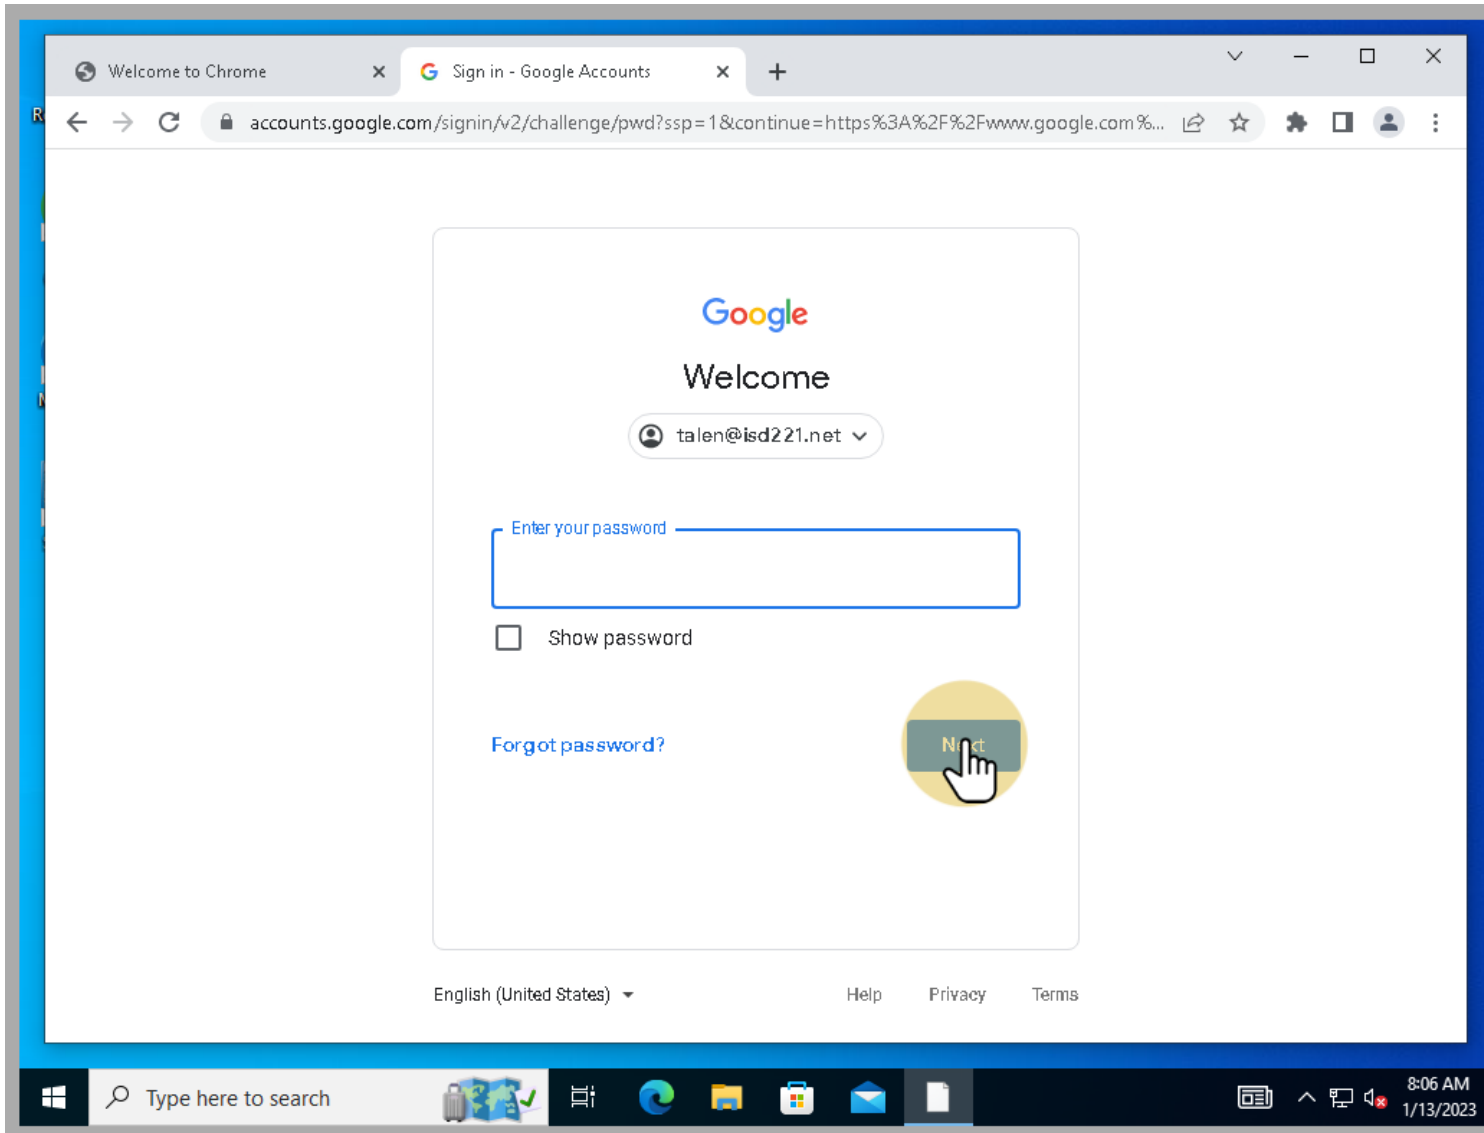 Welcome to Chrome
Sign in - Google Accounts
accounts.google.com/signin/v2/challenge/pwd?ssp=1&continue=https%3A%2F%2Fwww.google.com%...
Google
Welcome
talen@isd221.net
Enter your password
Show password
Forgot password?
Next
English (United States)
Help Privacy Terms
Type here to search
8:06 AM
1/13/2023